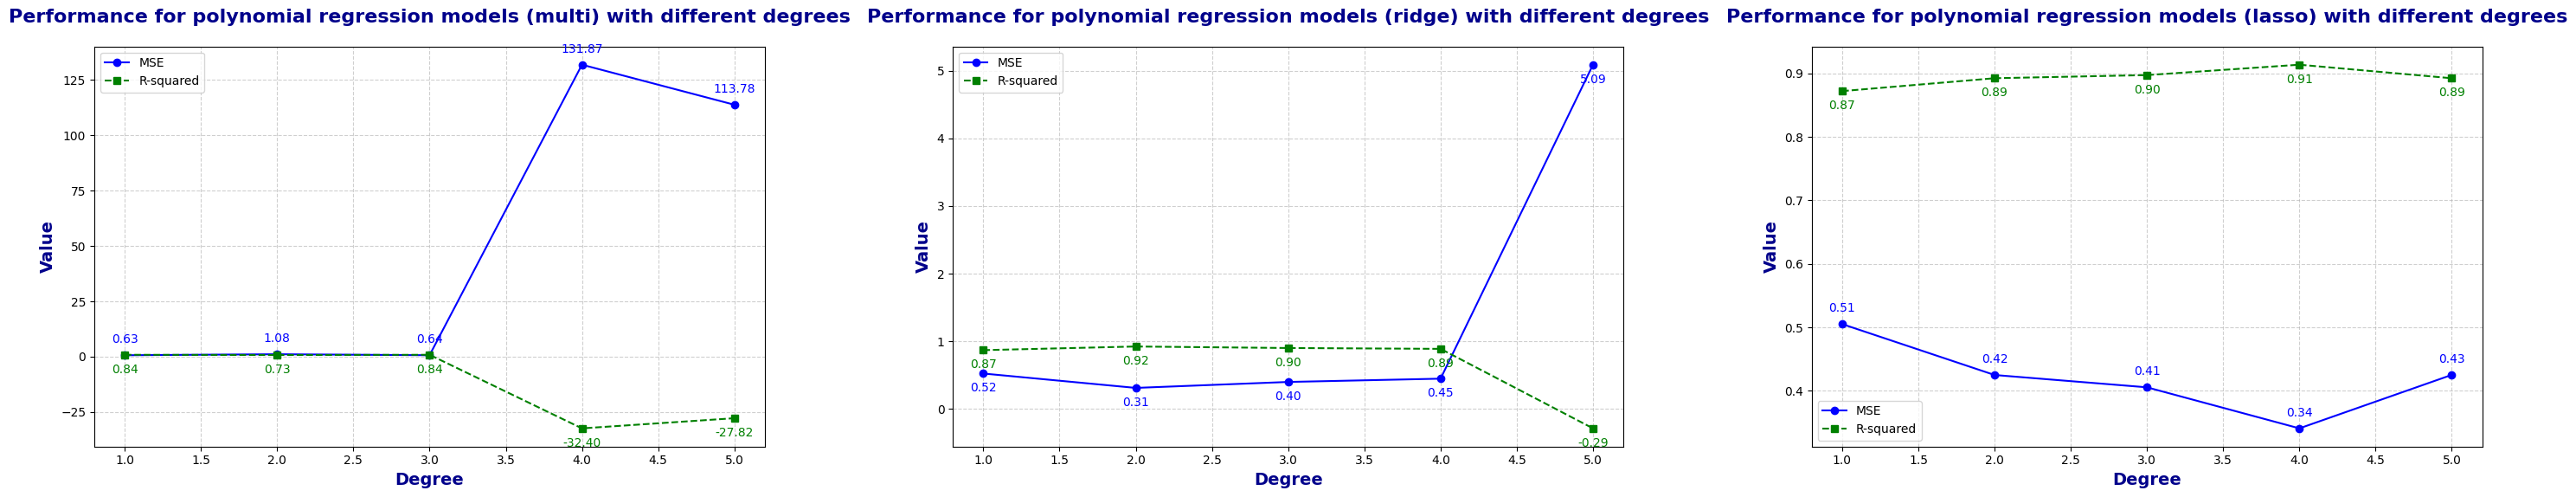 Performance for polynomial regression models (multi) with different degrees
MSE
R-squared
131.87
113.78
0.63
1.08
0.64
0.84
0.73
0.84
-32.40
-27.82
125
100
75
50
25
0
−25
Value
1.0 1.5 2.0 2.5 3.0 3.5 4.0 4.5 5.0
Degree
Performance for polynomial regression models (ridge) with different degrees
MSE
R-squared
5.09
0.87
0.92
0.90
0.89
0.52
0.31
0.40
0.45
-0.29
5
4
3
2
1
0
Value
1.0 1.5 2.0 2.5 3.0 3.5 4.0 4.5 5.0
Degree
Performance for polynomial regression models (lasso) with different degrees
0.87
0.89
0.90
0.91
0.89
0.51
0.42
0.41
0.34
0.43
MSE
R-squared
0.9
0.8
0.7
0.6
0.5
0.4
Value
1.0 1.5 2.0 2.5 3.0 3.5 4.0 4.5 5.0
Degree